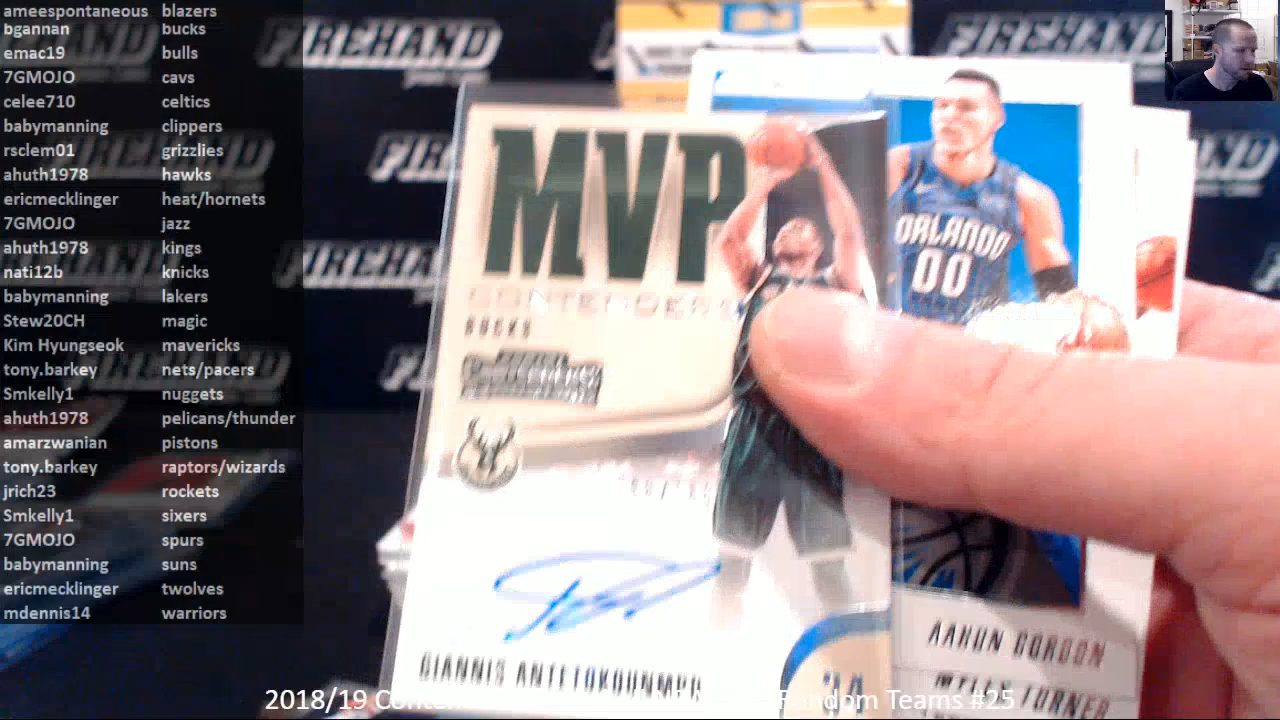 ameespontaneous blazers
bgannan bucks
emac19 bulls
7GMOJO cavs
celee710 celtics
babymanning clippers
rsclem01 grizzlies
ahuth1978 hawks
ericmecklinger heat/hornets
7GMOJO jazz
ahuth1978 kings
nati12b knicks
babymanning lakers
Stew20CH magic
Kim Hyungseok mavericks
tony.barkey nets/pacers
Smkelly1 nuggets
ahuth1978 pelicans/thunder
amarzwanian pistons
tony.barkey raptors/wizards
jrich23 rockets
Smkelly1 sixers
7GMOJO spurs
babymanning suns
ericmecklinger twolves
mdennis14 warriors
FIREHAND
FIREHAND
MVP
CONTENDERS
BUCKS
GIANNIS ANTETOKOUNMPO
ORLANDO
00
AARON GORDON
2018/19 Random Teams #25